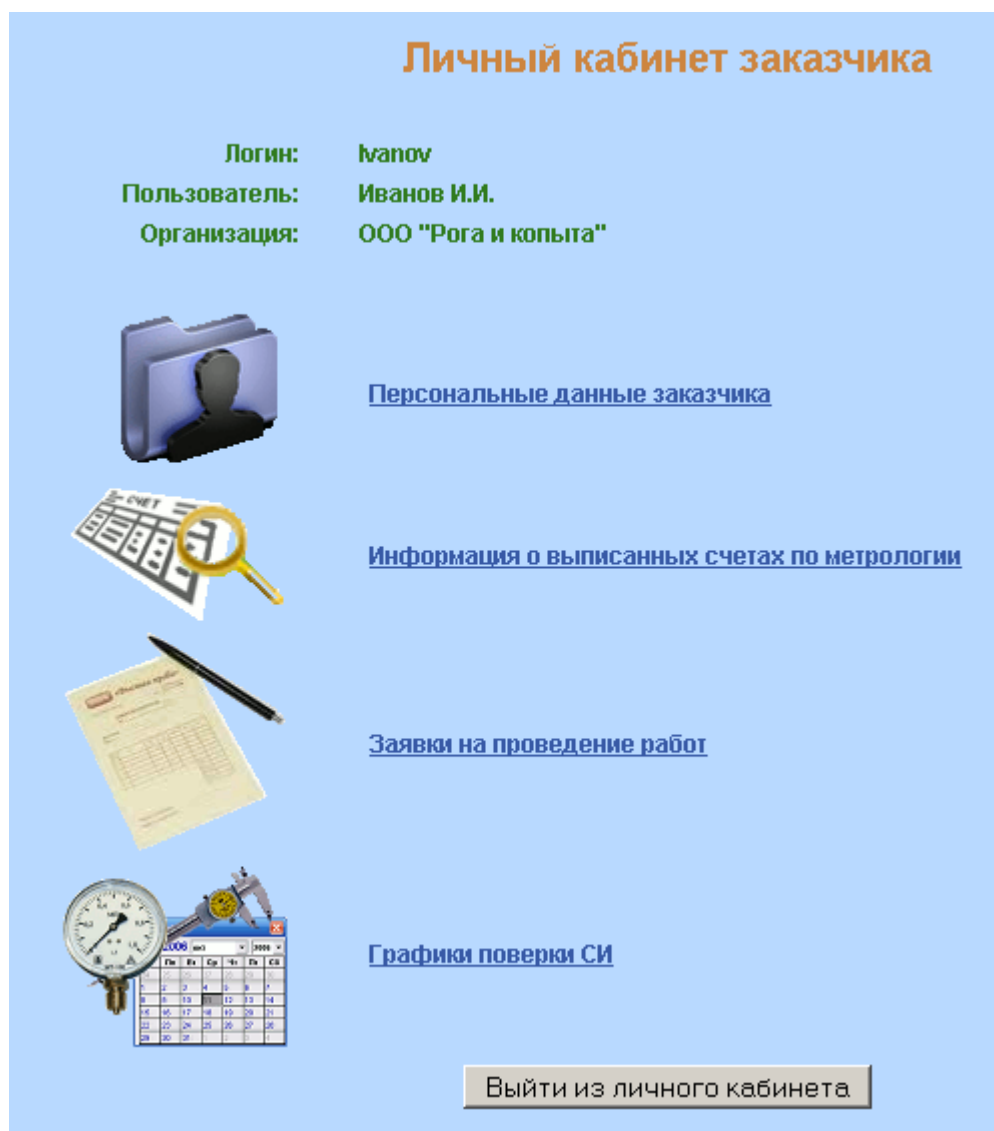 Личный кабинет заказчика
Логин: Ivanov
Пользователь: Иванов И.И.
Организация: ООО "Рога и копыта"
Персональные данные заказчика
СЧЕТ
Информация о выписанных счетах по метрологии
Заявки на проведение работ
2006
Графики поверки СИ
Выйти из личного кабинета